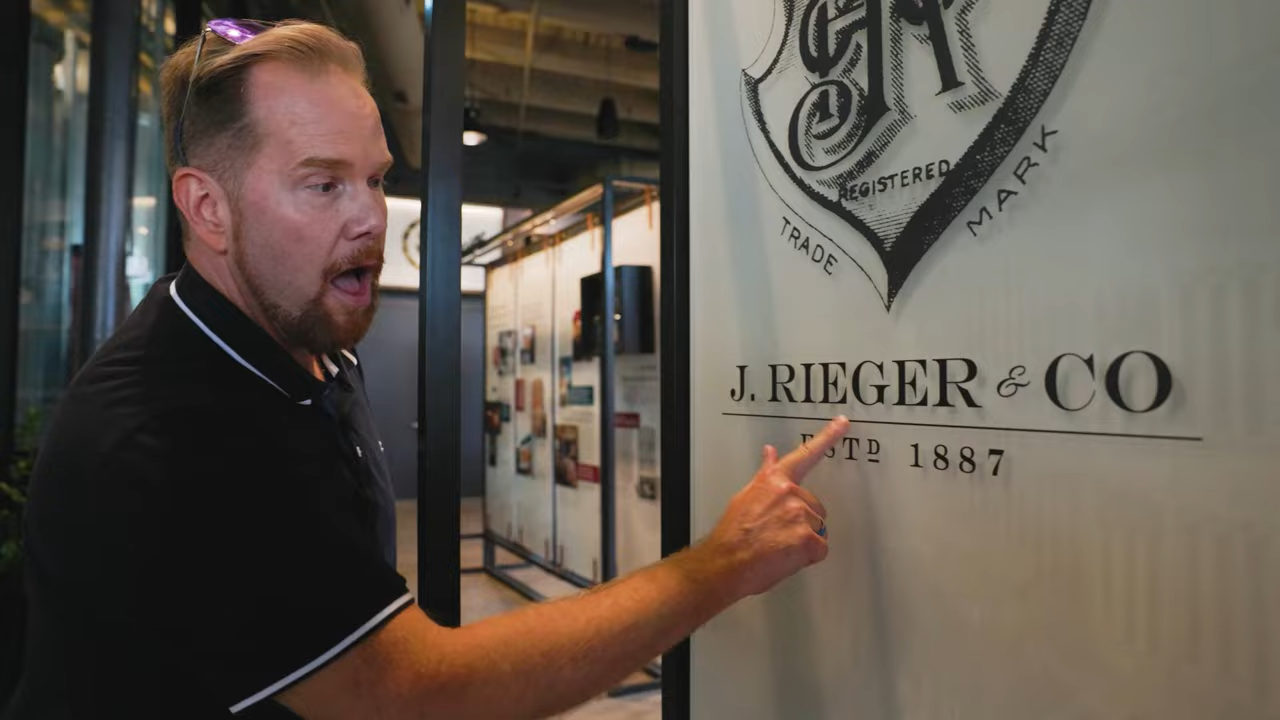 REGISTERED
TRADE MARK
J. RIEGER & CO
ESTD 1887